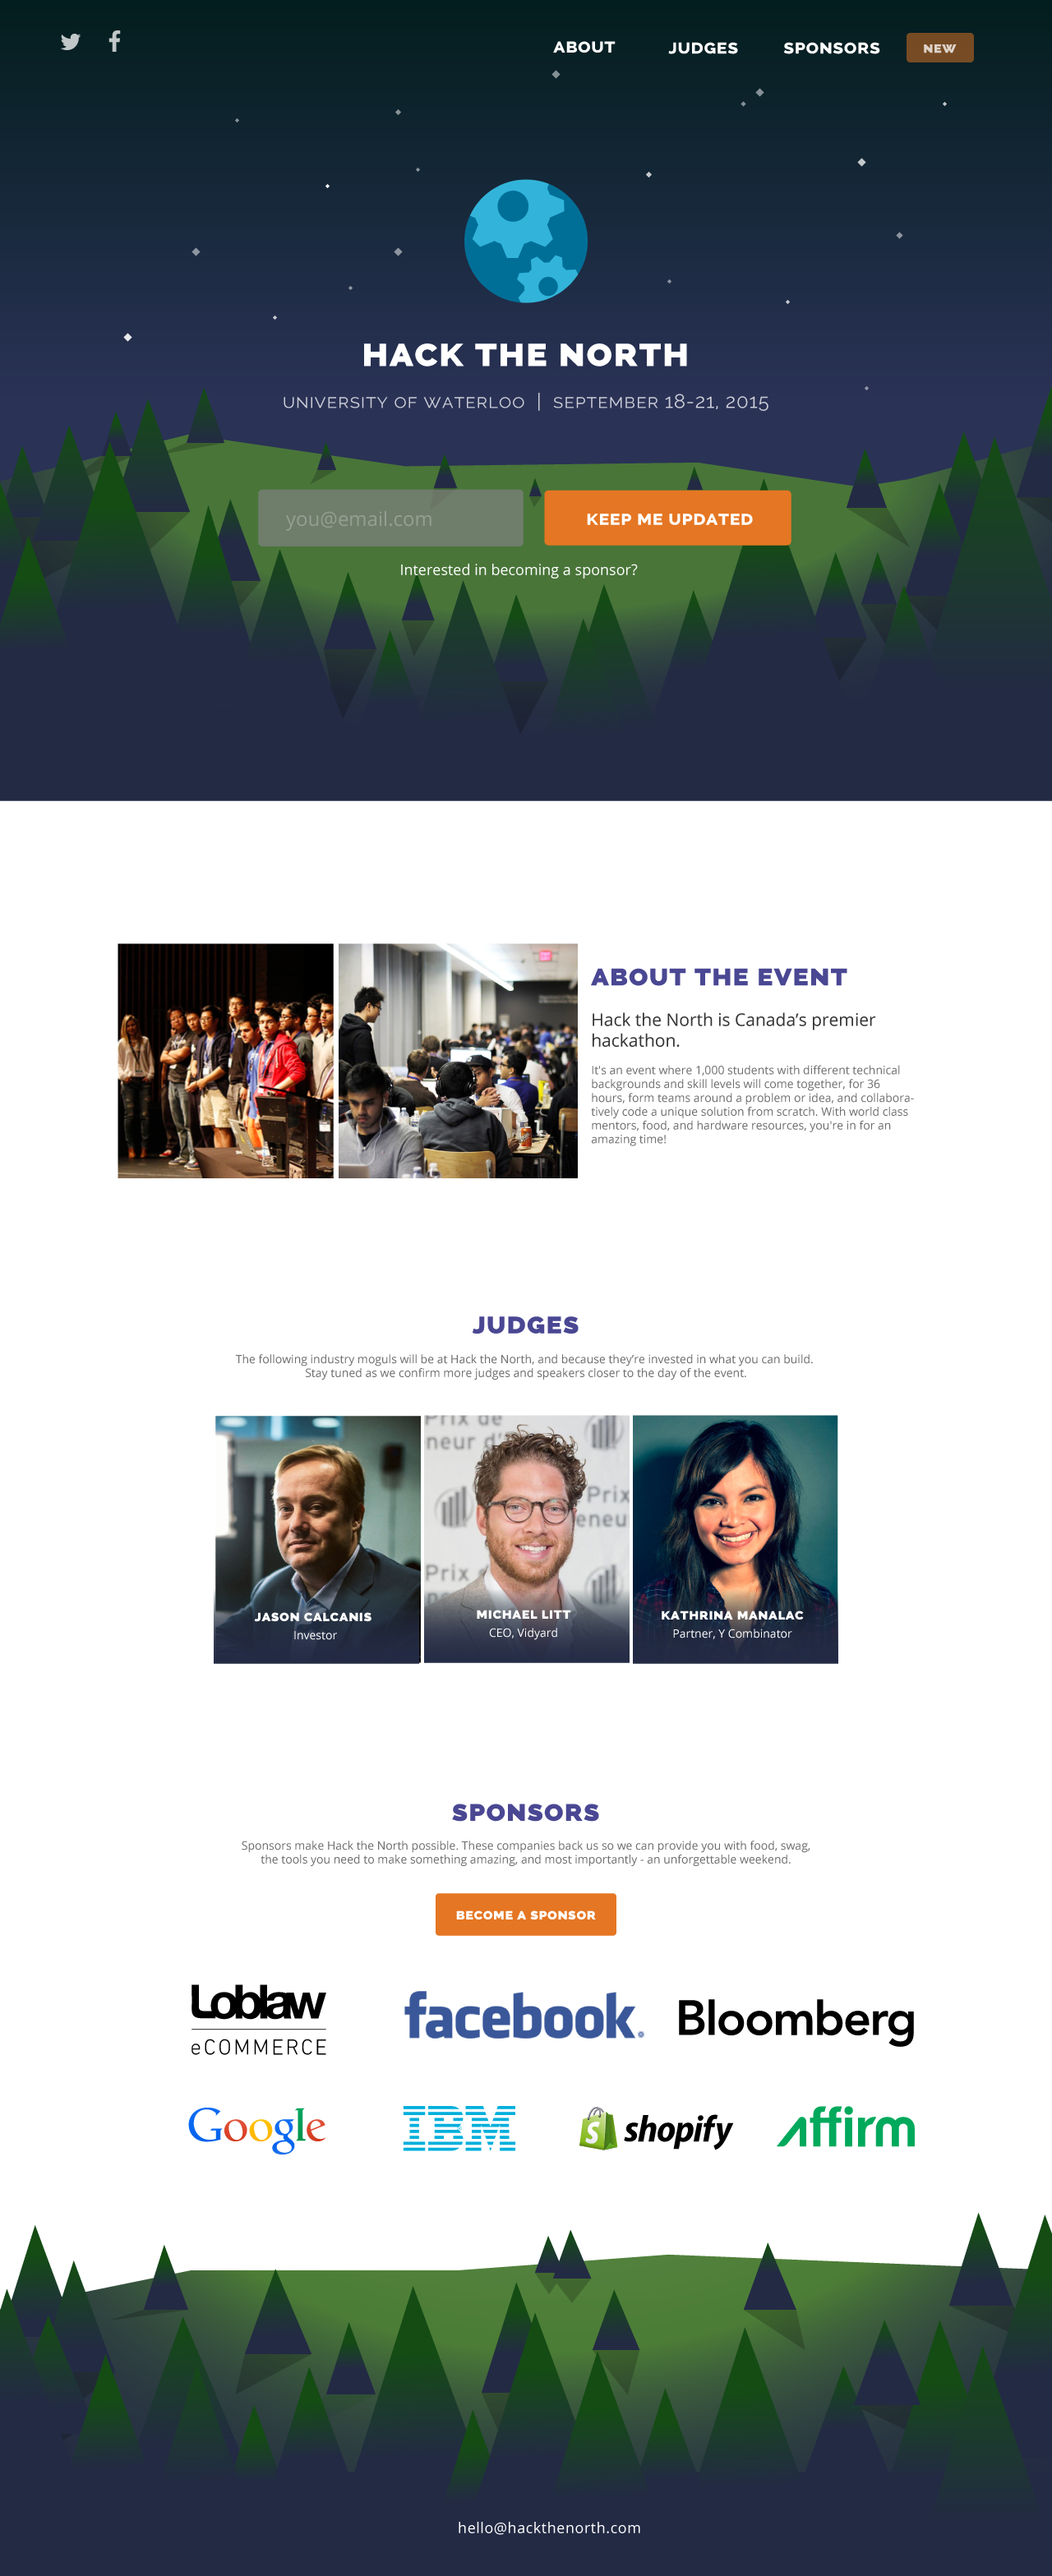 ABOUT
JUDGES
SPONSORS
NEW
HACK THE NORTH
UNIVERSITY OF WATERLOO | SEPTEMBER 18-21, 2015
you@email.com
KEEP ME UPDATED
Interested in becoming a sponsor?
ABOUT THE EVENT
Hack the North is Canada’s premier
hackathon.
It's an event where 1,000 students with different technical
backgrounds and skill levels will come together, for 36
hours, form teams around a problem or idea, and collabora-
tively code a unique solution from scratch. With world class
mentors, food, and hardware resources, you're in for an
amazing time!
JUDGES
The following industry moguls will be at Hack the North, and because they’re invested in what you can build.
Stay tuned as we confirm more judges and speakers closer to the day of the event.
Prix de
neur d'
Prix
eneu
Prix
JASON CALCANIS
Investor
MICHAEL LITT
CEO, Vidyard
KATHRINA MANALAC
Partner, Y Combinator
SPONSORS
Sponsors make Hack the North possible. These companies back us so we can provide you with food, swag,
the tools you need to make something amazing, and most importantly - an unforgettable weekend.
BECOME A SPONSOR
Loblaw
eCOMMERCE
facebook®
Bloomberg
Google
IBM
shopify
affirm
hello@hackthenorth.com